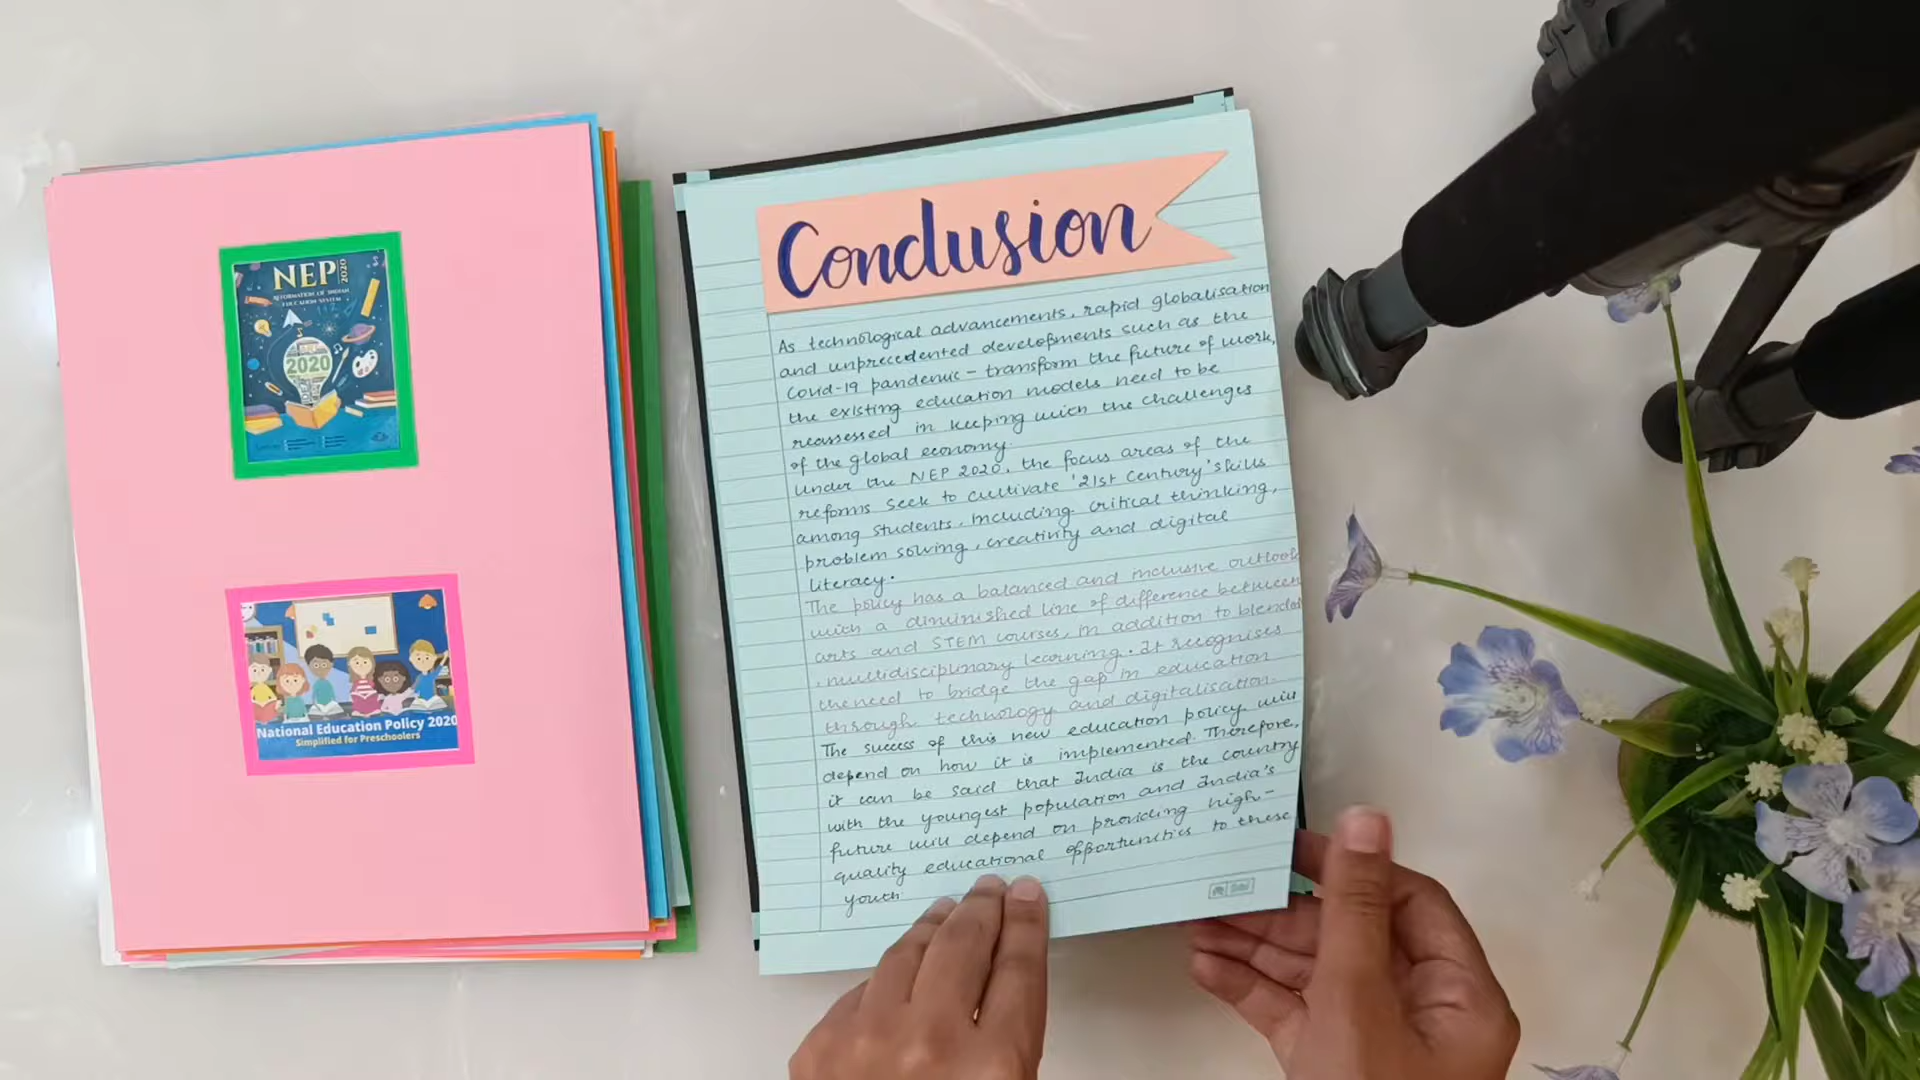 NEP 2020
REFORMATION OF INDIAN
EDUCATION SYSTEM
2020
National Education Policy 2020
Simplified for Preschoolers
Conclusion
As technological advancements, rapid globalisation
and unprecedented developments such as the
Covid-19 pandemic - transform the future of work,
the existing education models need to be
reassessed in keeping with the challenges
of the global economy.
Under the NEP 2020, the focus areas of the
reforms seek to cultivate '21st Century' skills
among students, including critical thinking,
problem solving, creativity and digital
literacy.
The policy has a balanced and inclusive outlook
with a diminished line of difference between
arts and STEM courses, in addition to blended
, multidisciplinary learning. It recognises
the need to bridge the gap in education
through technology and digitalisation.
The success of this new education policy will
depend on how it is implemented. Therefore,
it can be said that India is the country
with the youngest population and India's
future will depend on providing high-
quality educational opportunities to these
youth